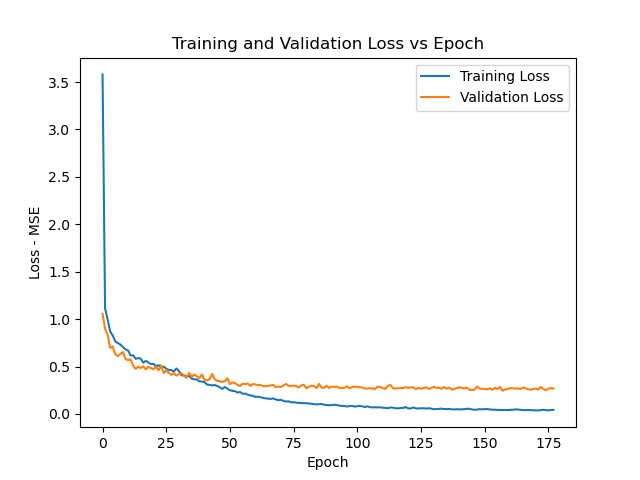 Training and Validation Loss vs Epoch
Training Loss
Validation Loss
Loss - MSE
3.5
3.0
2.5
2.0
1.5
1.0
0.5
0.0
0 25 50 75 100 125 150 175
Epoch